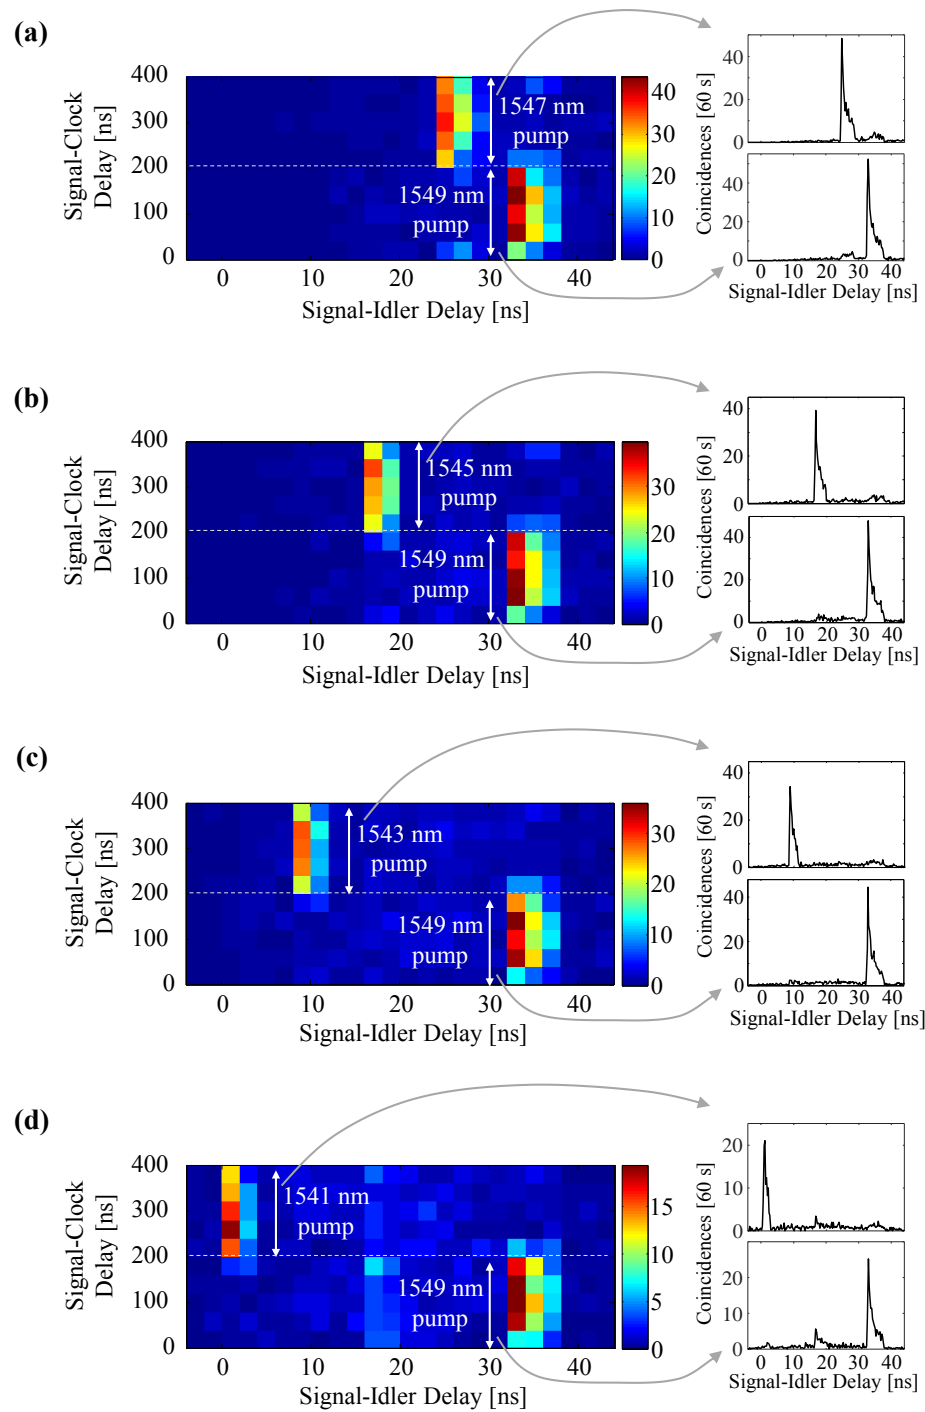 (a)
400
300
200
100
0
Signal-Clock
Delay [ns]
1547 nm
pump
1549 nm
pump
0
10
20
30
40
Signal-Idler Delay [ns]
40
30
20
10
0
Coincidences [60 s]
40
20
0
40
20
0
0 10 20 30 40
Signal-Idler Delay [ns]
(b)
400
300
200
100
0
Signal-Clock
Delay [ns]
1545 nm
pump
1549 nm
pump
0
10
20
30
40
Signal-Idler Delay [ns]
30
20
10
0
Coincidences [60 s]
40
20
0
40
20
0
0 10 20 30 40
Signal-Idler Delay [ns]
(c)
400
300
200
100
0
Signal-Clock
Delay [ns]
1543 nm
pump
1549 nm
pump
0
10
20
30
40
Signal-Idler Delay [ns]
30
20
10
0
Coincidences [60 s]
40
20
0
40
20
0
0 10 20 30 40
Signal-Idler Delay [ns]
(d)
400
300
200
100
0
Signal-Clock
Delay [ns]
1541 nm
pump
1549 nm
pump
0
10
20
30
40
Signal-Idler Delay [ns]
15
10
5
0
Coincidences [60 s]
20
10
0
20
10
0
0 10 20 30 40
Signal-Idler Delay [ns]